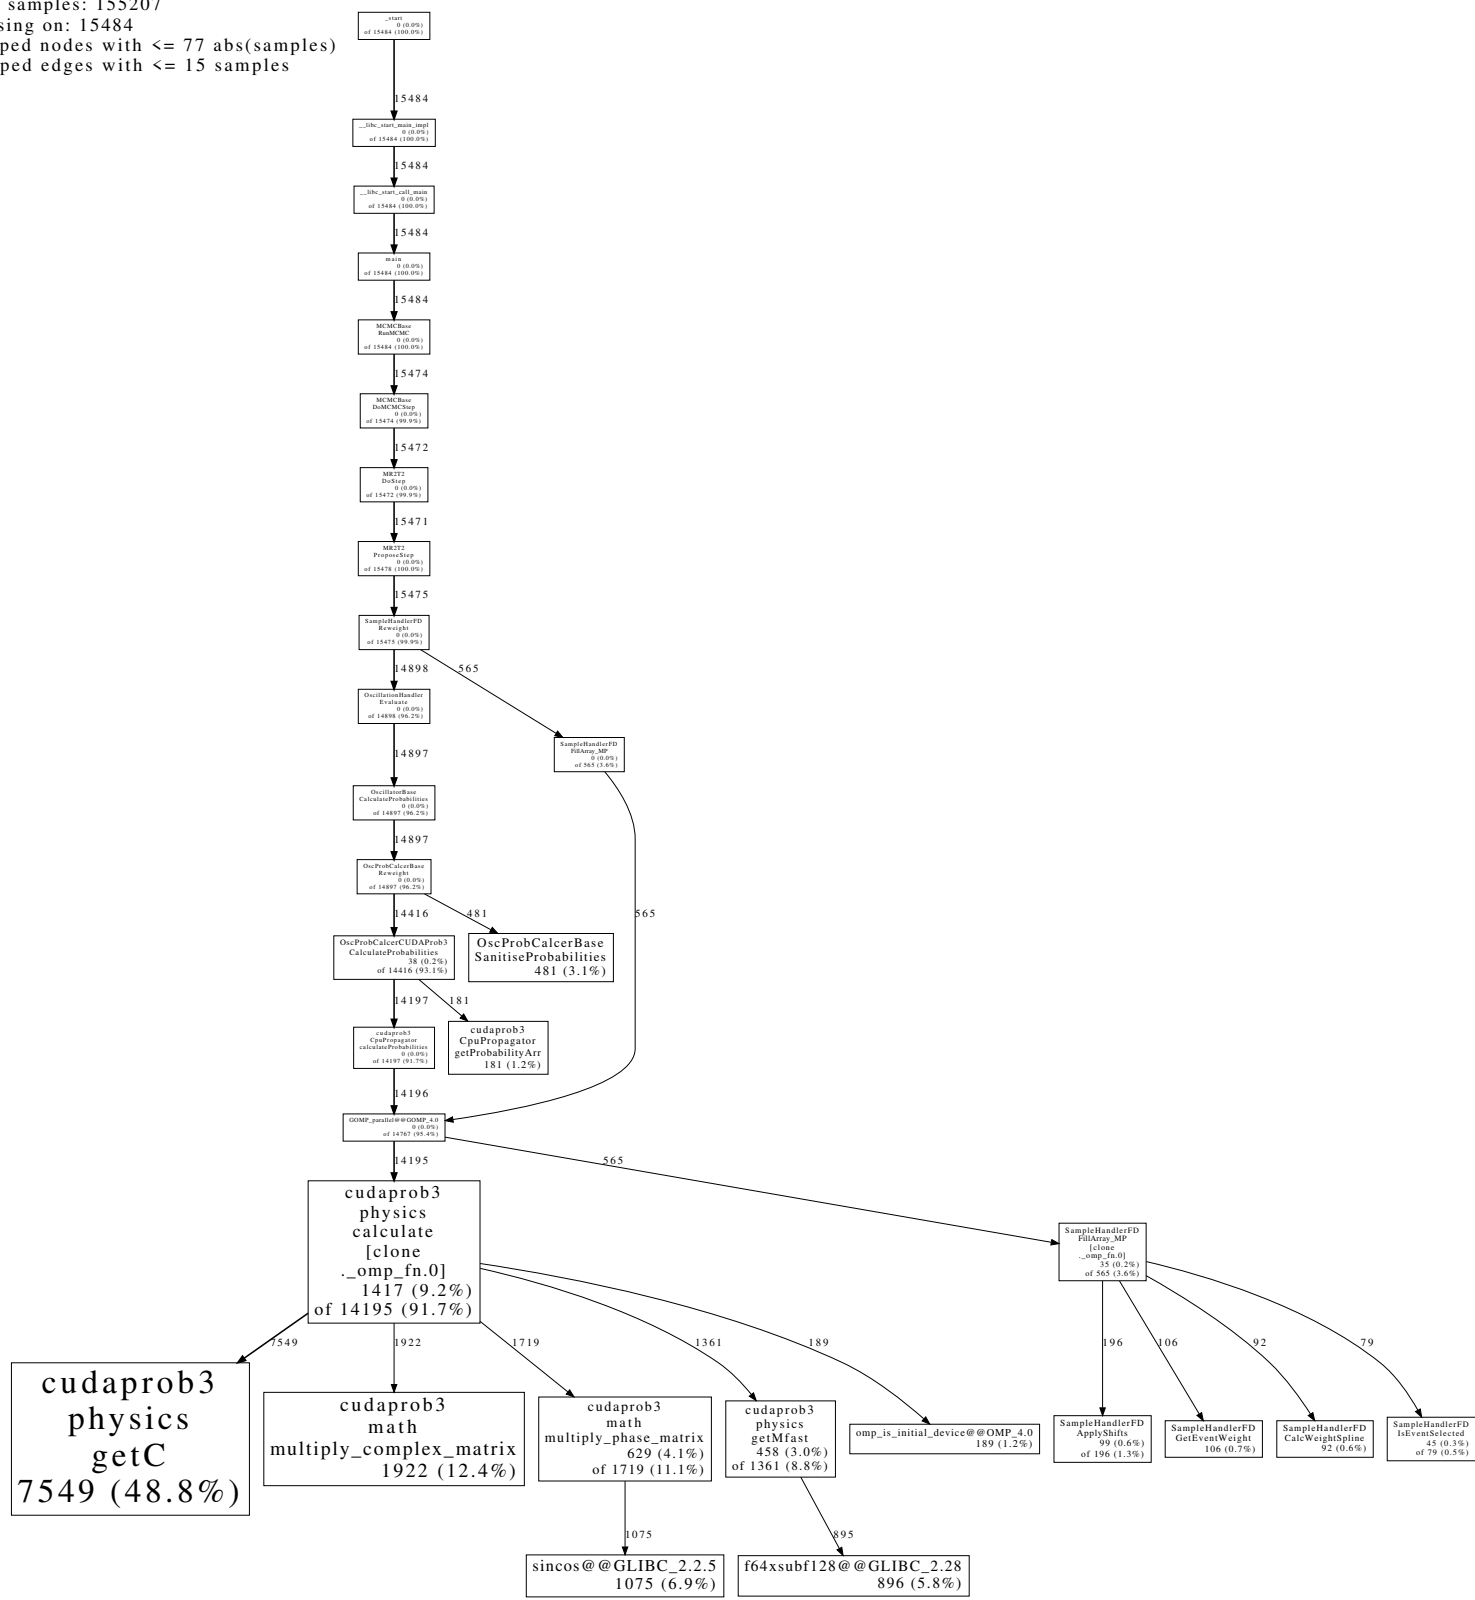 samples: 155207
sing on: 15484
ped nodes with <= 77 abs(samples)
ped edges with <= 15 samples
_start
0 (0.0%)
of 15484 (100.0%)
15484
__libc_start_main_impl
0 (0.0%)
of 15484 (100.0%)
15484
__libc_start_call_main
0 (0.0%)
of 15484 (100.0%)
15484
main
0 (0.0%)
of 15484 (100.0%)
15484
MCMCBase
RunMCMC
0 (0.0%)
of 15484 (100.0%)
15474
MCMCBase
DoMCMCStep
0 (0.0%)
of 15474 (99.9%)
15472
MR2T2
DoStep
0 (0.0%)
of 15472 (99.9%)
15471
MR2T2
ProposeStep
0 (0.0%)
of 15478 (100.0%)
15475
SampleHandlerFD
Reweight
0 (0.0%)
of 15475 (99.9%)
14898
565
OscillationHandler
Evaluate
0 (0.0%)
of 14898 (96.2%)
SampleHandlerFD
FillArray_MP
0 (0.0%)
of 565 (3.6%)
14897
OscillatorBase
CalculateProbabilities
0 (0.0%)
of 14897 (96.2%)
14897
OscProbCalcerBase
Reweight
0 (0.0%)
of 14897 (96.2%)
14416
481
565
OscProbCalcerCUDAProb3
CalculateProbabilities
38 (0.2%)
of 14416 (93.1%)
OscProbCalcerBase
SanitiseProbabilities
481 (3.1%)
14197
181
cudaprob3
CpuPropagator
calculateProbabilities
0 (0.0%)
of 14197 (91.7%)
cudaprob3
CpuPropagator
getProbabilityArr
181 (1.2%)
14196
GOMP_parallel@@GOMP_4.0
0 (0.0%)
of 14767 (95.4%)
14195
565
cudaprob3
physics
calculate
[clone
._omp_fn.0]
1417 (9.2%)
of 14195 (91.7%)
SampleHandlerFD
FillArray_MP
[clone
._omp_fn.0]
35 (0.2%)
of 565 (3.6%)
7549
1922
1719
1361
189
196
106
92
79
cudaprob3
physics
getC
7549 (48.8%)
cudaprob3
math
multiply_complex_matrix
1922 (12.4%)
cudaprob3
math
multiply_phase_matrix
629 (4.1%)
of 1719 (11.1%)
cudaprob3
physics
getMfast
458 (3.0%)
of 1361 (8.8%)
omp_is_initial_device@@OMP_4.0
189 (1.2%)
SampleHandlerFD
ApplyShifts
99 (0.6%)
of 196 (1.3%)
SampleHandlerFD
GetEventWeight
106 (0.7%)
SampleHandlerFD
CalcWeightSpline
92 (0.6%)
SampleHandlerFD
IsEventSelected
45 (0.3%)
of 79 (0.5%)
1075
895
sincos@@GLIBC_2.2.5
1075 (6.9%)
f64xsubf128@@GLIBC_2.28
896 (5.8%)